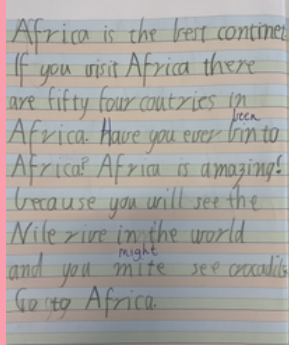 Africa is the best continet
If you visit Africa there
are fifty four coutries in
been
Africa. Have you ever brin to
Africa? Africa is amazing!
because you will see the
Nile rive in the world
might
and you mite see crocadils
Go to Africa.